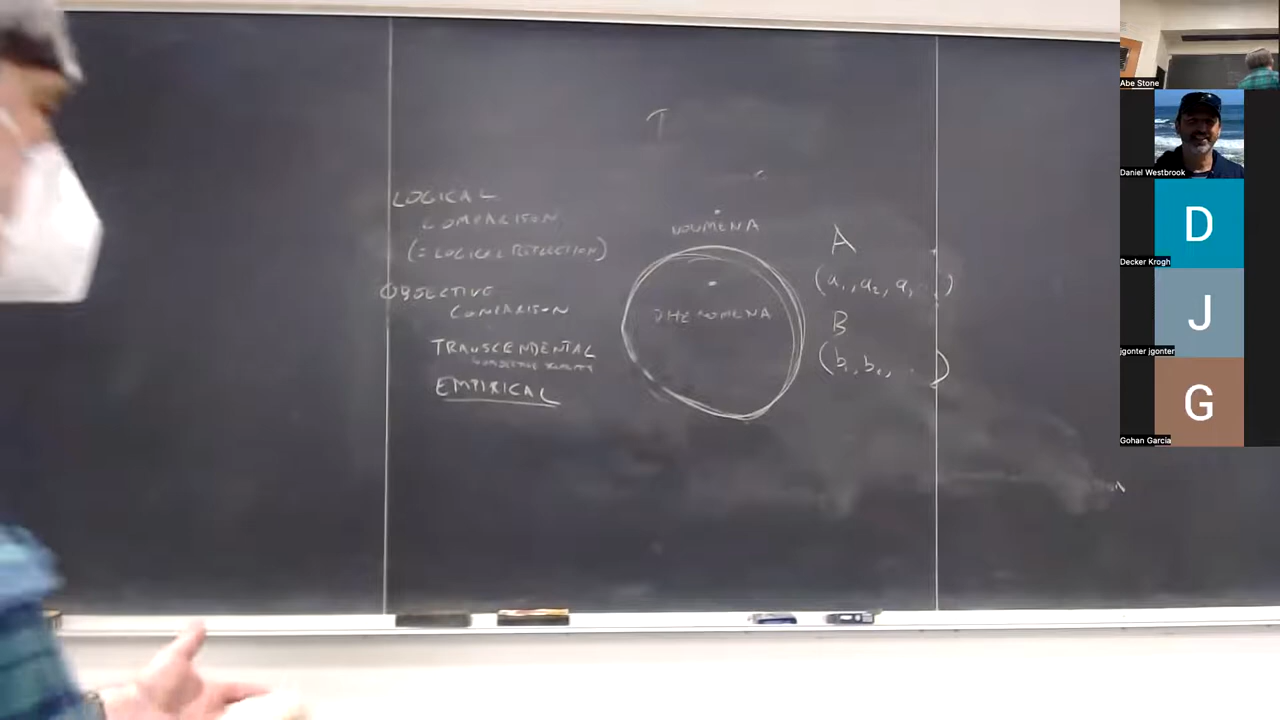 T
LOGICAL
COMPARISON
(= LOGICAL REFLECTION)
OBJECTIVE
COMPARISON
TRANSCENDENTAL
EMPIRICAL
NOUMENA
PHENOMENA
A
(a₁, a₂, a,
B
(b₁, b₂, . . )
Abe Stone
Daniel Westbrook
D
Decker Krogh
J
jgonter jgonter
G
Gohan Garcia